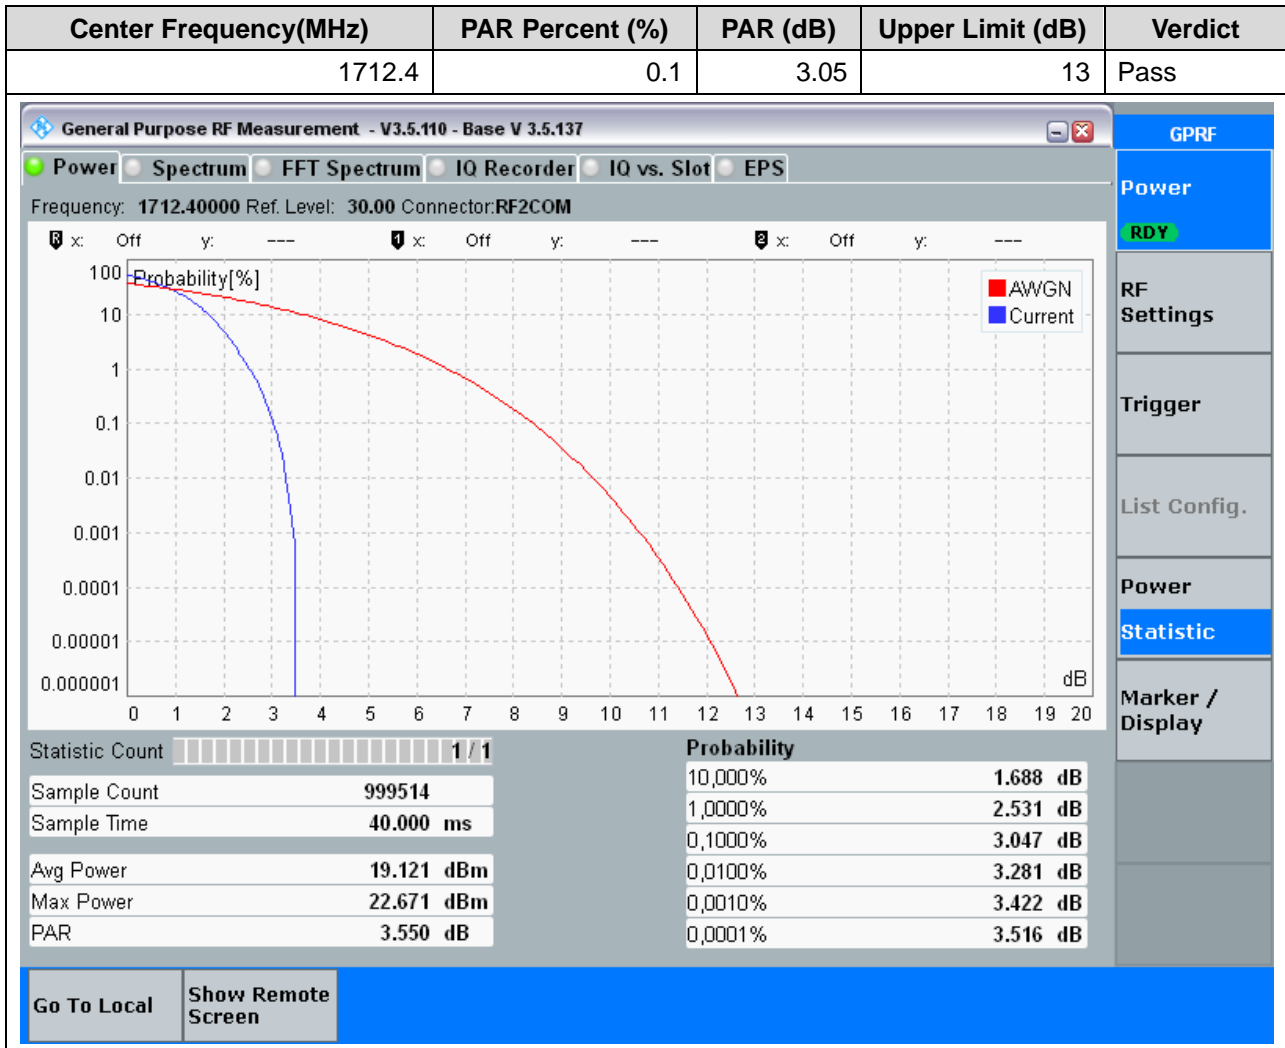 Center Frequency(MHz) PAR Percent (%) PAR (dB) Upper Limit (dB) Verdict
1712.4 0.1 3.05 13 Pass
General Purpose RF Measurement - V3.5.110 - Base V 3.5.137
GPRF
Power Spectrum FFT Spectrum IQ Recorder IQ vs. Slot EPS
Power
RDY
Frequency: 1712.40000 Ref. Level: 30.00 Connector:RF2COM
R x: Off y: --- 1 x: Off y: --- 2 x: Off y: ---
Probability[%]
AWGN
Current
100
10
1
0.1
0.01
0.001
0.0001
0.00001
0.000001
dB
0 1 2 3 4 5 6 7 8 9 10 11 12 13 14 15 16 17 18 19 20
RF
Settings
Trigger
List Config.
Power
Statistic
Marker /
Display
Statistic Count 1 / 1
Sample Count 999514
Sample Time 40.000 ms
Avg Power 19.121 dBm
Max Power 22.671 dBm
PAR 3.550 dB
Probability
10,000% 1.688 dB
1,0000% 2.531 dB
0,1000% 3.047 dB
0,0100% 3.281 dB
0,0010% 3.422 dB
0,0001% 3.516 dB
Go To Local
Show Remote
Screen